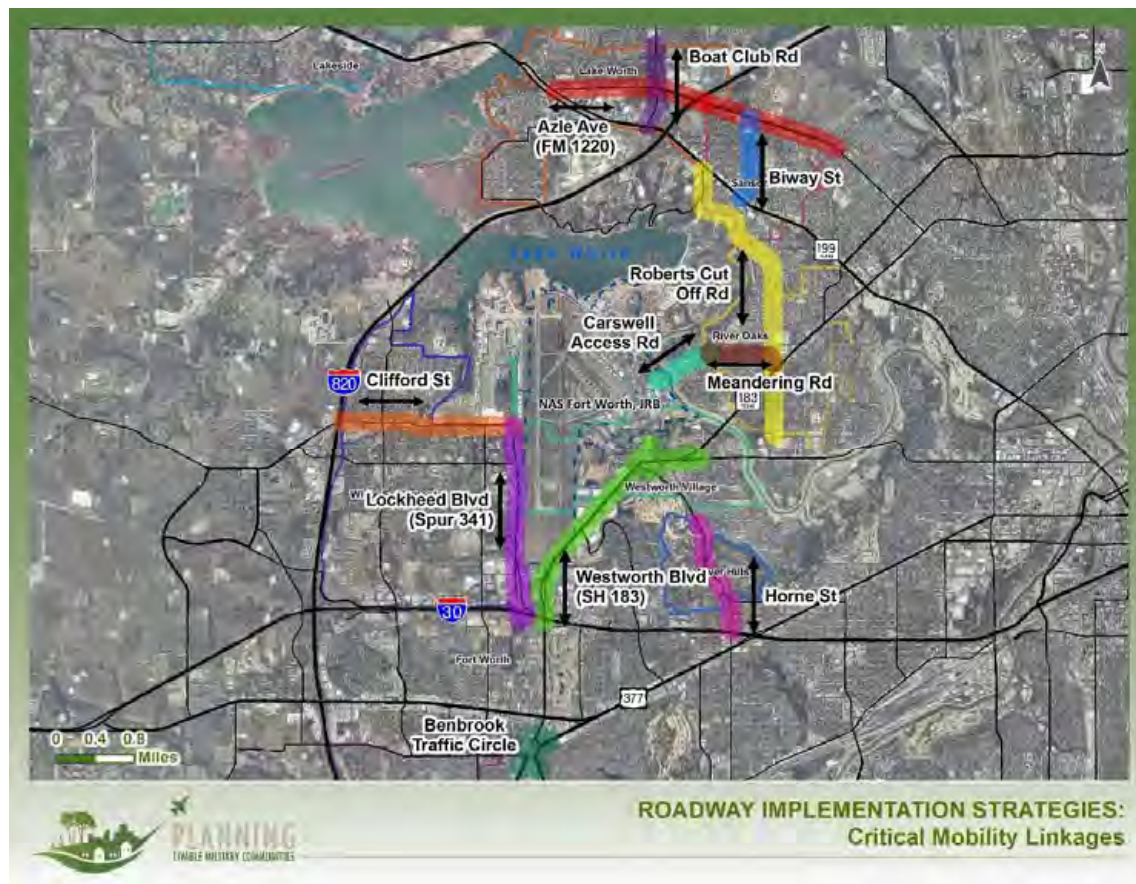 Lakeside
Lake Worth
Boat Club Rd
Azle Ave
(FM 1220)
Biway St
199
Roberts Cut
Off Rd
Carswell
Access Rd
River Oaks
Meandering Rd
183
820
Clifford St
NAS Fort Worth, JRB
Lockheed Blvd
(Spur 341)
Westworth Village
Westworth Blvd
(SH 183)
Horne St
30
Fort Worth
377
Benbrook
Traffic Circle
0 0.4 0.8
Miles
ROADWAY IMPLEMENTATION STRATEGIES:
Critical Mobility Linkages
PLANNING
LIVABLE MILITARY COMMUNITIES